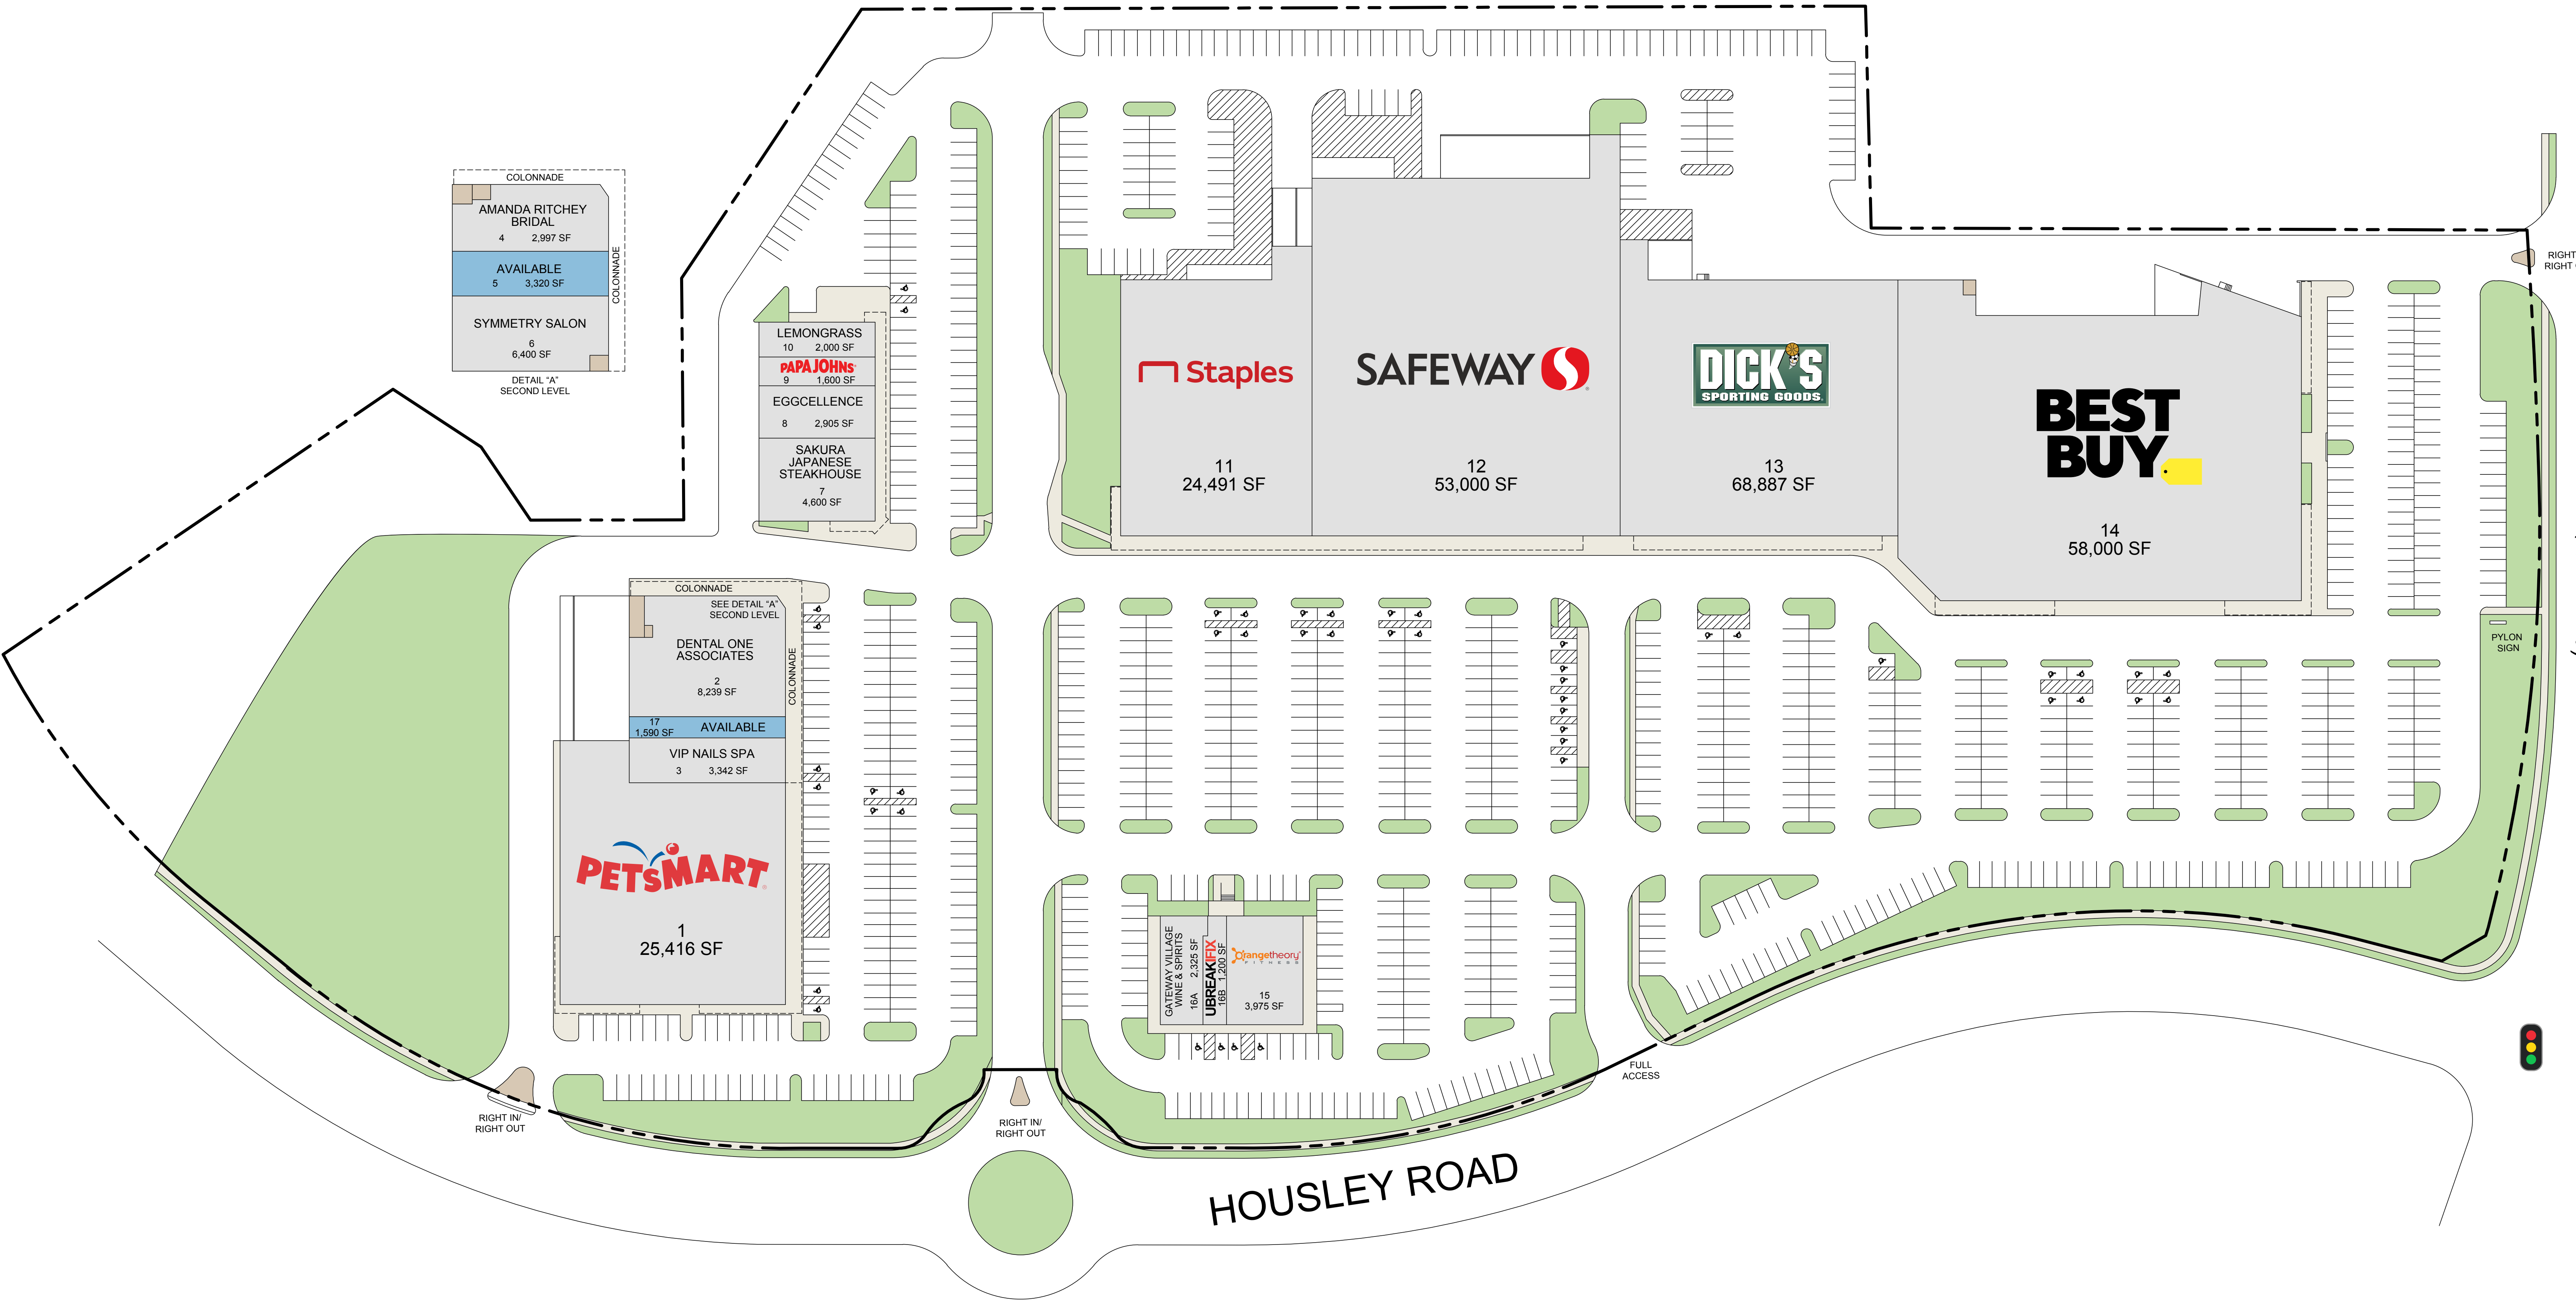 COLONNADE
AMANDA RITCHEY
BRIDAL
4 2,997 SF
AVAILABLE
5 3,320 SF
SYMMETRY SALON
6
6,400 SF
COLONNADE
DETAIL “A”
SECOND LEVEL
LEMONGRASS
10 2,000 SF
PAPA JOHNS
9 1,600 SF
EGGCELLENCE
8 2,905 SF
SAKURA
JAPANESE
STEAKHOUSE
7
4,600 SF
Staples
11
24,491 SF
SAFEWAY
12
53,000 SF
DICK'S
SPORTING GOODS
13
68,887 SF
BEST
BUY
14
58,000 SF
RIGHT
RIGHT
PYLON
SIGN
COLONNADE
SEE DETAIL “A”
SECOND LEVEL
DENTAL ONE
ASSOCIATES
2
8,239 SF
COLONNADE
17
1,590 SF
AVAILABLE
VIP NAILS SPA
3 3,342 SF
PETSMART
1
25,416 SF
GATEWAY VILLAGE
WINE & SPIRITS
16A 2,325 SF
UBREAKIFIX
16B 1,200 SF
orangetheory
FITNESS
15
3,975 SF
RIGHT IN/
RIGHT OUT
RIGHT IN/
RIGHT OUT
FULL
ACCESS
HOUSLEY ROAD